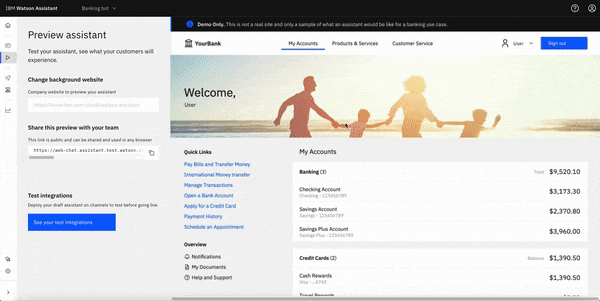 IBM Watson Assistant
Banking bot
Preview assistant
Test your assistant, see what your customers will
experience.
Change background website
Company website to preview your assistant
https://www.ibm.com/cloud/watson-assistant
Share this preview with your team
This link is public and can be shared and used in any browser
https://web-chat.assistant.test.watson.
Test integrations
Deploy your draft assistant on channels to test before going live
See your test integrations
Demo Only. This is not a real site and only a sample of what an assistant would be like for a banking use case.
YourBank
My Accounts
Products & Services
Customer Service
User
Sign out
Welcome,
User
Quick Links
Pay Bills and Transfer Money
International Money transfer
Manage Transactions
Open a Bank Account
Apply for a Credit Card
Payment History
Schedule an Appointment
Overview
Notifications
My Documents
Help and Support
My Accounts
Banking (3)
Total $9,520.10
Checking Account
Checking - 123456789
$3,173.30
Savings Account
Savings - 123456789
$2,370.80
Savings Plus Account
Savings Plus - 123456789
$3,960.00
Credit Cards (2)
Balance $1,390.50
Cash Rewards
Visa - ..6743
$1,390.50